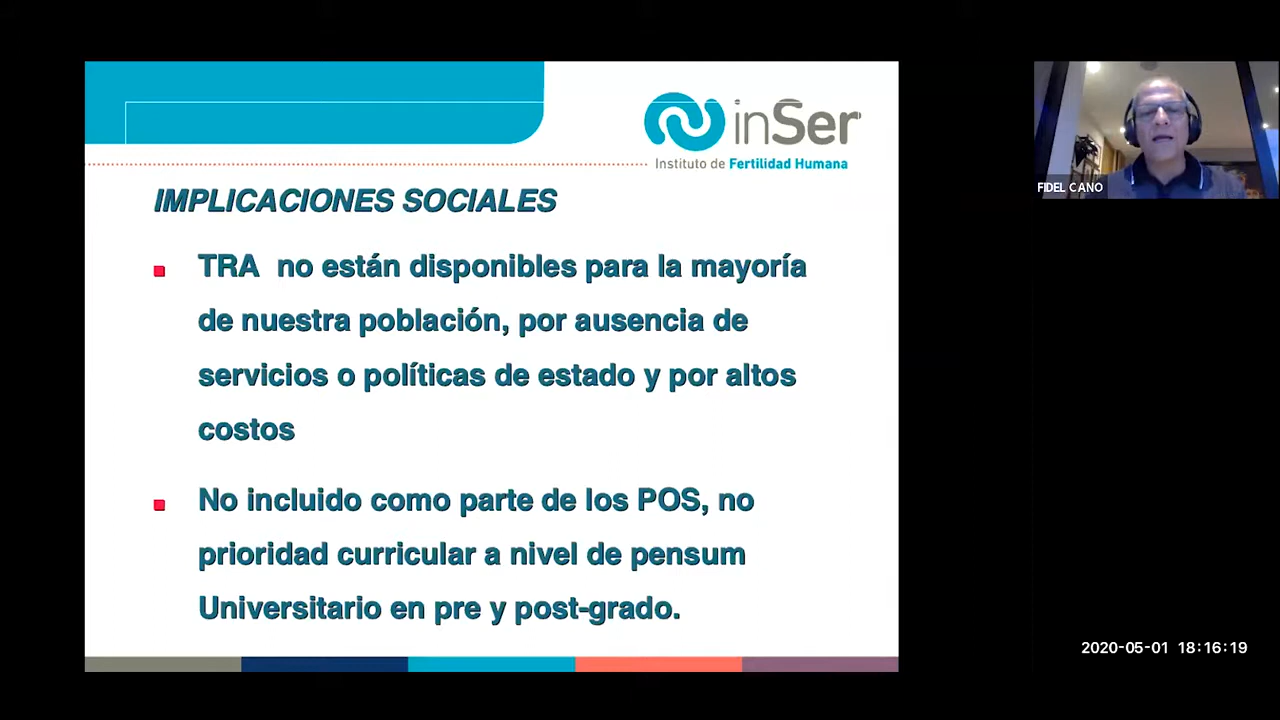 inSer
Instituto de Fertilidad Humana
FIDEL CANO
IMPLICACIONES SOCIALES
TRA no están disponibles para la mayoría
de nuestra población, por ausencia de
servicios o políticas de estado y por altos
costos
No incluido como parte de los POS, no
prioridad curricular a nivel de pensum
Universitario en pre y post-grado.
2020-05-01 18:16:19